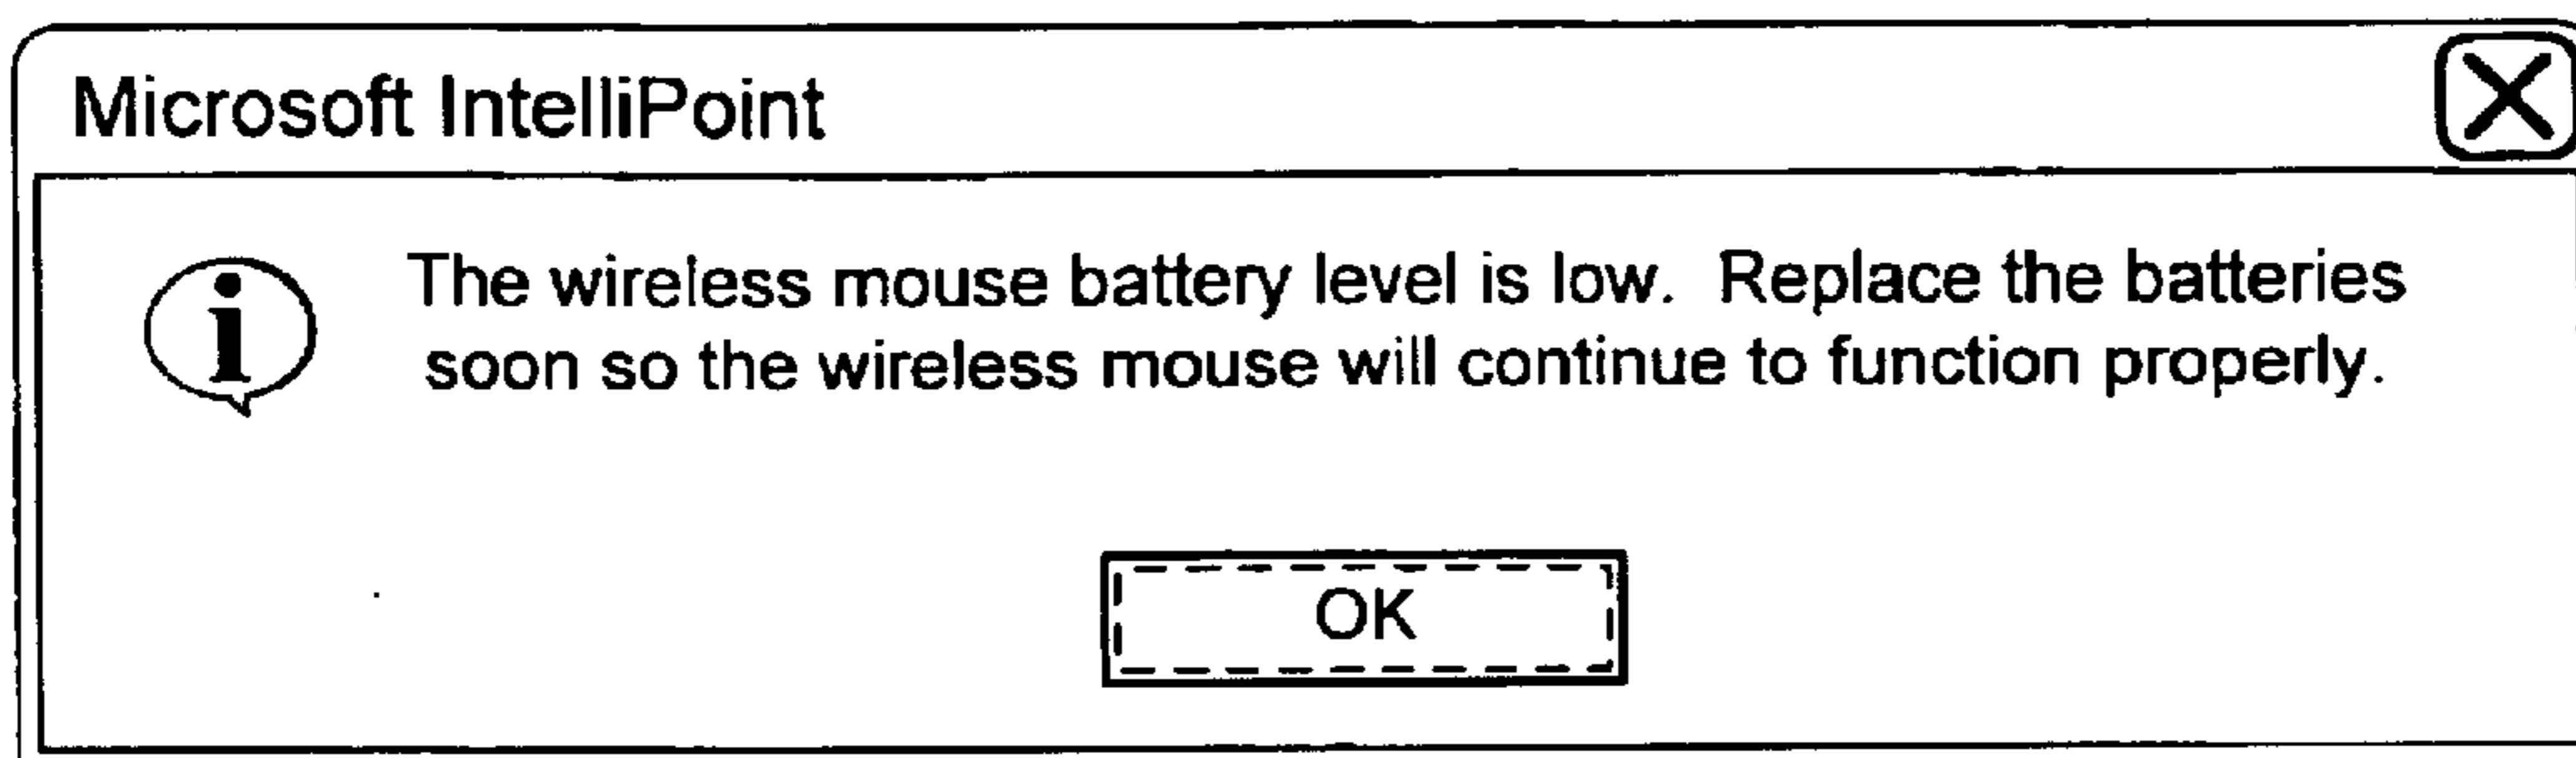 Microsoft IntelliPoint
The wireless mouse battery level is low.  Replace the batteries
soon so the wireless mouse will continue to function properly.
OK